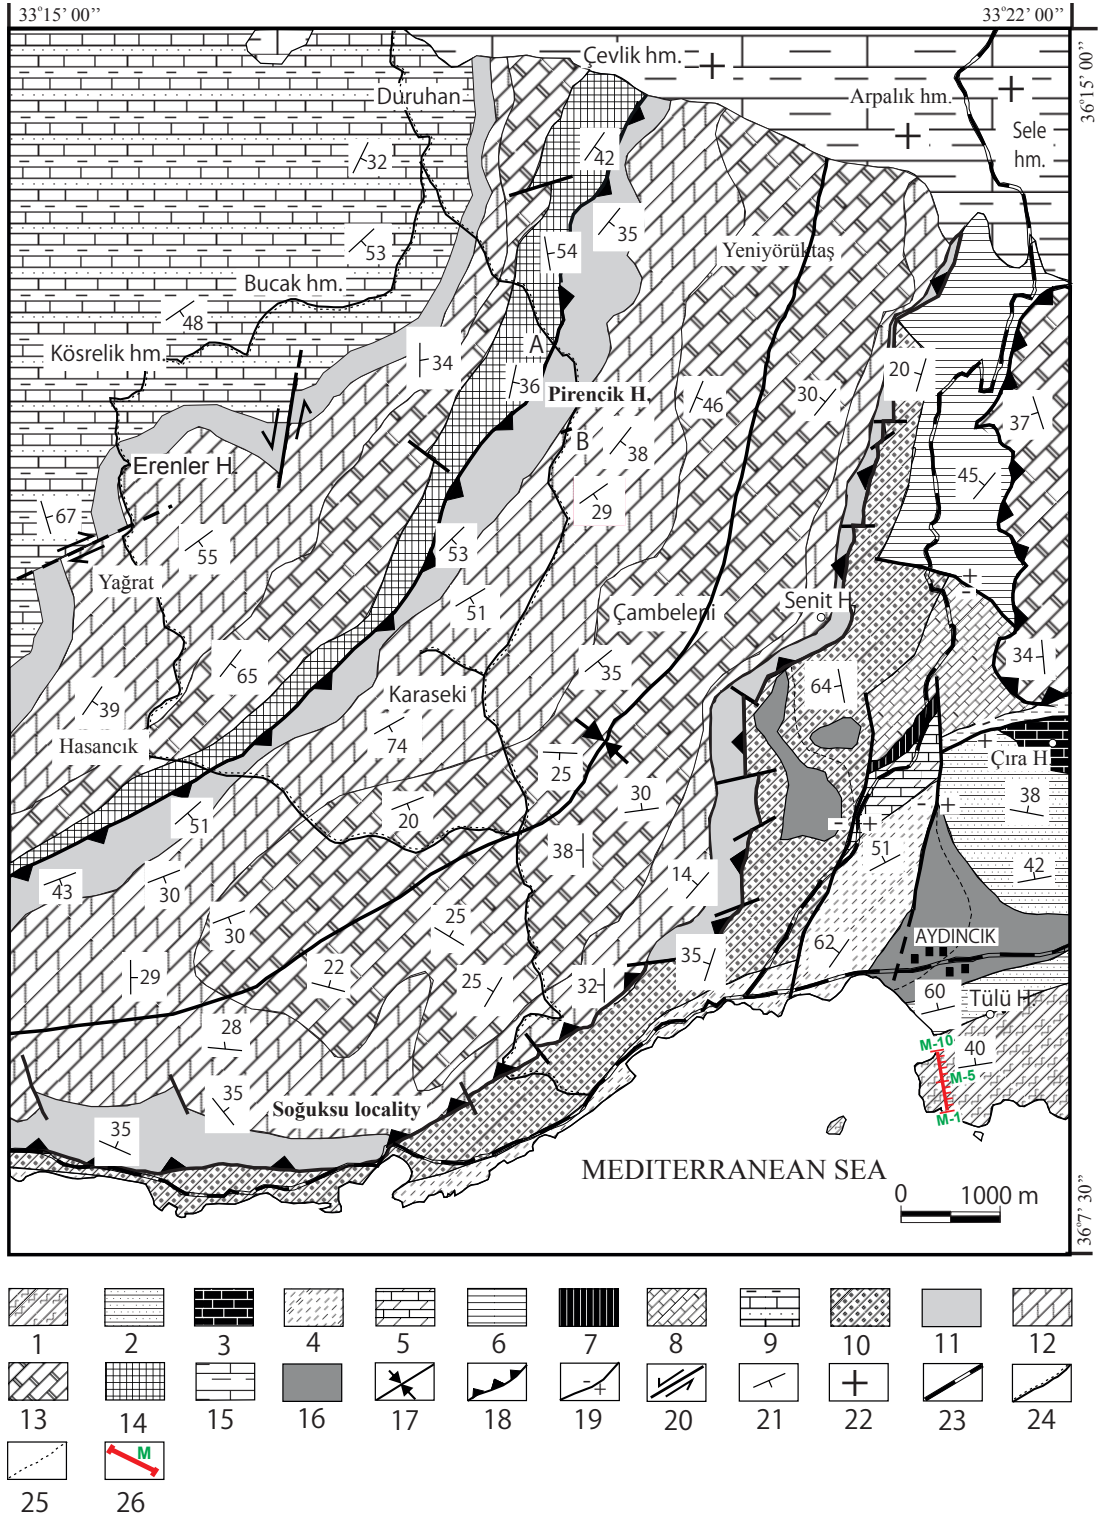 33°15' 00"
33°22' 00"
36°15' 00"
Çevlik hm.
Duruhan
Arpalık hm.
Sele
hm.
42
32
35
53
54
Yeniyörüktaş
Bucak hm.
48
Kösrelik hm.
A
34
36
20
Pirencik H.
46
30
37
B
38
Erenler H.
45
29
67
55
53
+
-
Yağrat
51
Senit H.
Çambeleni
34
65
35
64
Karaseki
39
74
Hasancık
Çıra H.
25
30
38
20
51
- +
- ++
38
51
42
43
30
14
30
25
AYDINCIK
62
35
29
22
25
32
60
Tülü H.
28
M-10
40
M-5
35
M-1
Soğuksu locality
35
MEDITERRANEAN SEA
0 1000 m
36°7' 30"
1 2 3 4 5 6 7 8 9 10 11 12
- +
13 14 15 16 17 18 19 20 21 22 23 24
M
25 26